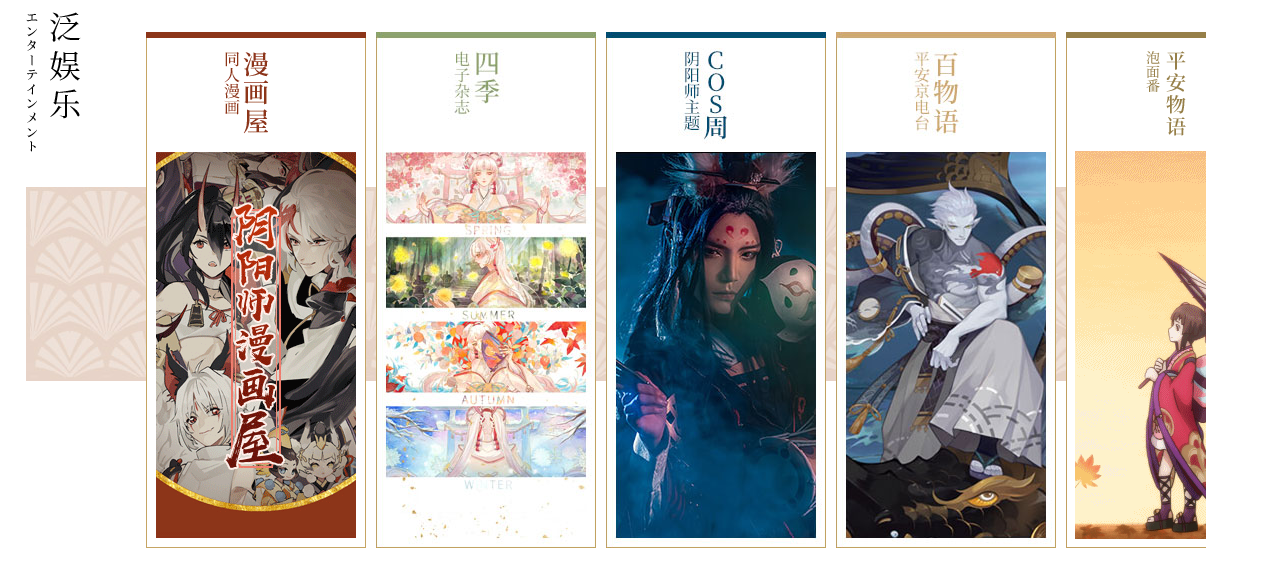 泛娱乐
エンターテインメント
漫画屋
同人漫画
阴阳师漫画屋
四季
电子杂志
SPRING
SUMMER
AUTUMN
WINTER
COS周
阴阳师主题
百物语
平安京电台
平安物语
泡面番